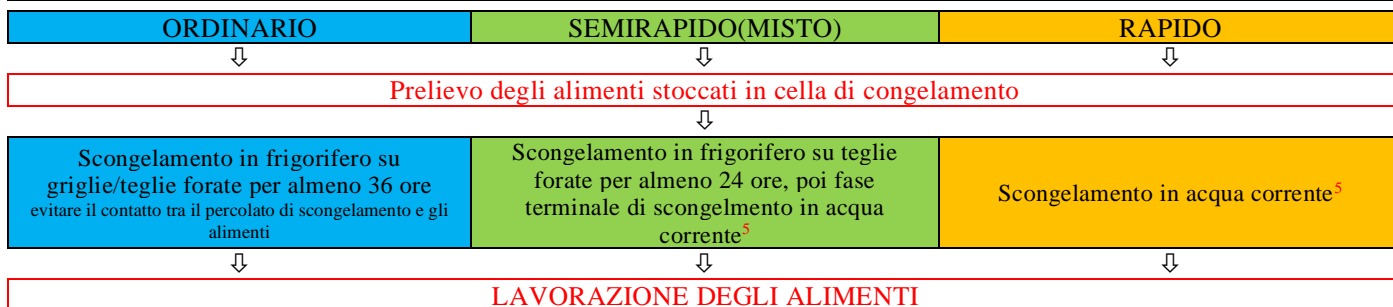 ORDINARIO
SEMIRAPIDO(MISTO)
RAPIDO
⇩ ⇩ ⇩
Prelievo degli alimenti stoccati in cella di congelamento
⇩
Scongelamento in frigorifero su
griglie/teglie forate per almeno 36 ore
evitare il contatto tra il percolato di scongelamento e gli
alimenti
Scongelamento in frigorifero su teglie
forate per almeno 24 ore, poi fase
terminale di scongelmento in acqua
corrente⁵
Scongelamento in acqua corrente⁵
⇩ ⇩ ⇩
LAVORAZIONE DEGLI ALIMENTI